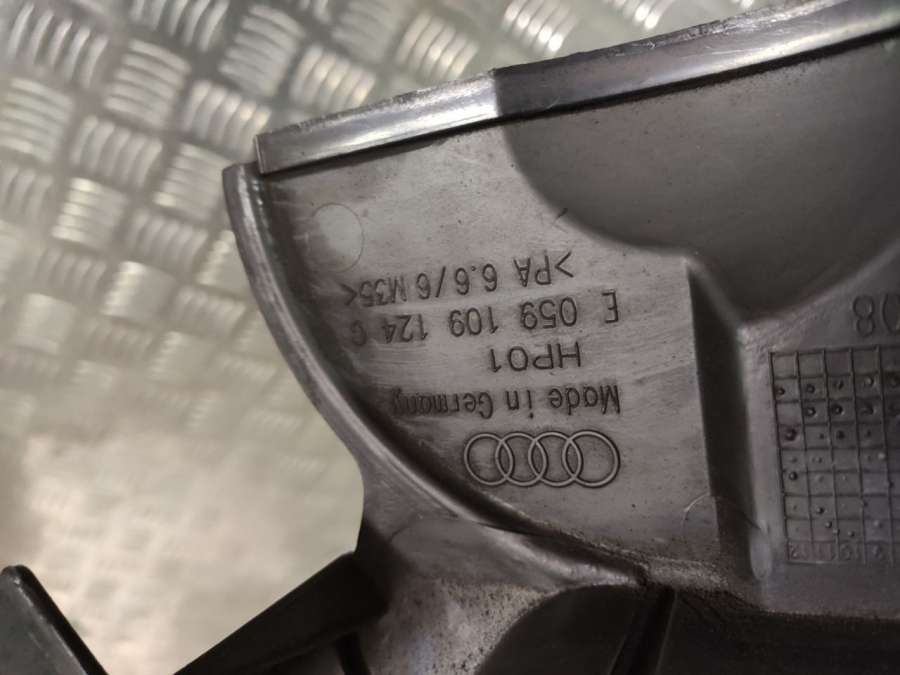 Made in Germany
HP01
E 059 109 124
>PA 6.6/6 M35<